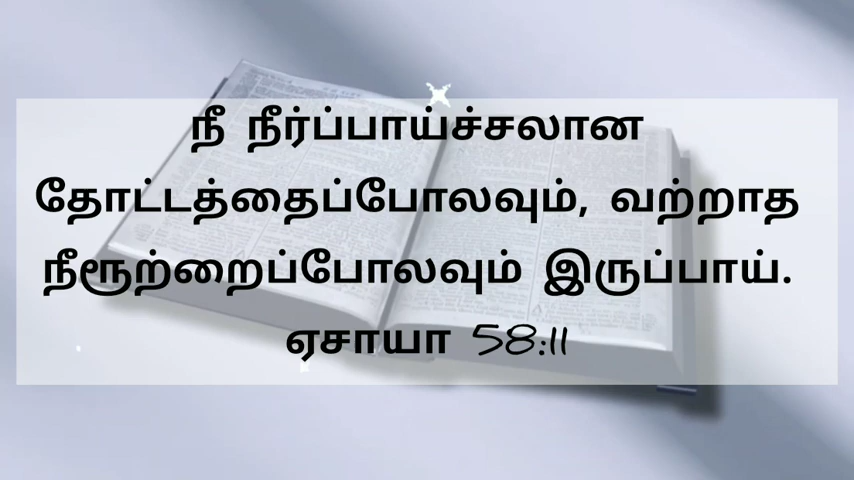 நீ நீர்ப்பாய்ச்சலான
தோட்டத்தைப்போலவும், வற்றாத
நீரூற்றைப்போலவும் இருப்பாய்.
ஏசாயா 58:11